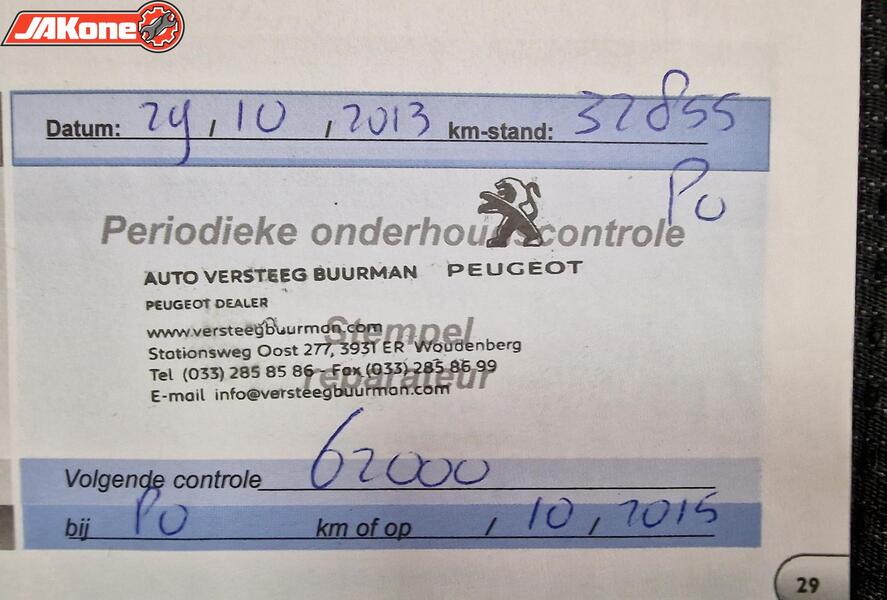 JAKone
Datum: 29 / 10 / 2013 km-stand: 32855
PO
Periodieke onderhoudscontrole
AUTO VERSTEEG BUURMAN PEUGEOT
PEUGEOT DEALER
www.versteegbuurman.com
Stempel
Stationsweg Oost 277, 3931 ER Woudenberg
Tel (033) 285 85 86 - Fax (033) 285 86 99
reparateur
E-mail info@versteegbuurman.com
Volgende controle 62000
bij PO km of op / 10 / 2015
29